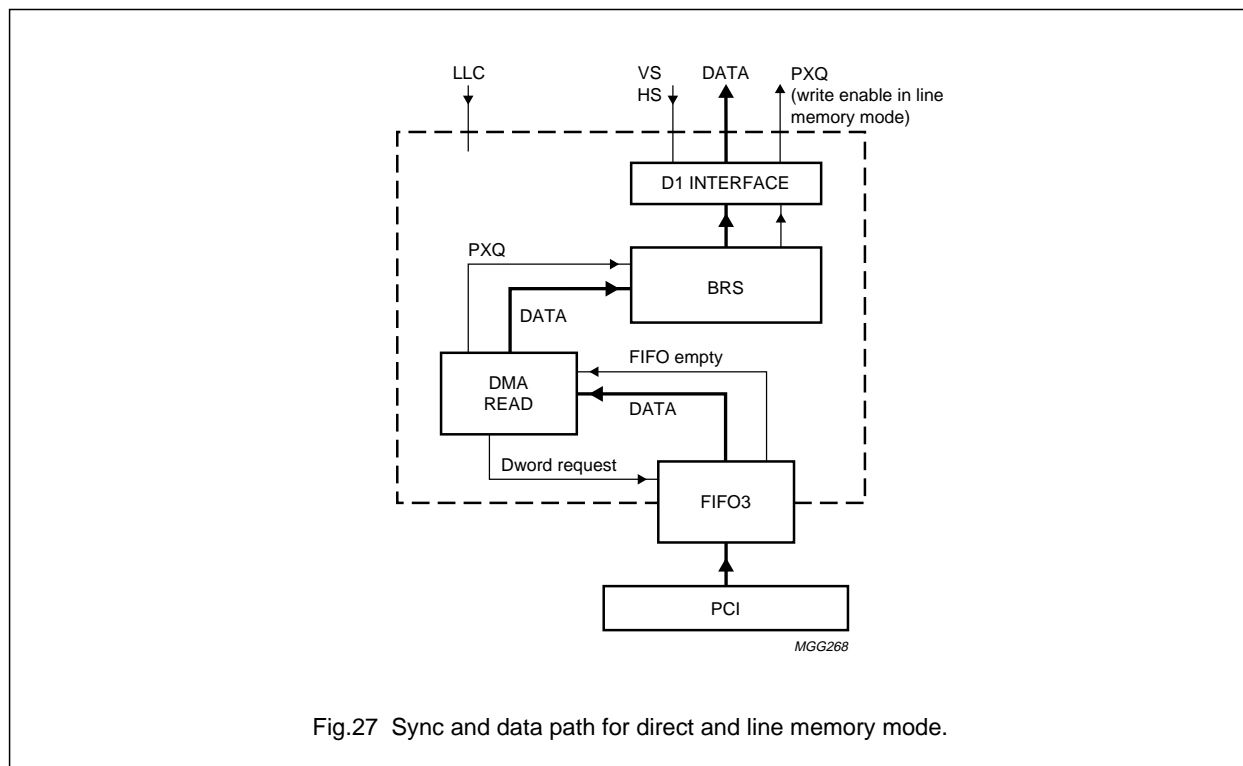 LLC
VS
HS
DATA
PXQ
(write enable in line
memory mode)
D1 INTERFACE
PXQ
BRS
DATA
FIFO empty
DMA
READ
DATA
Dword request
FIFO3
PCI
MGG268
Fig.27 Sync and data path for direct and line memory mode.